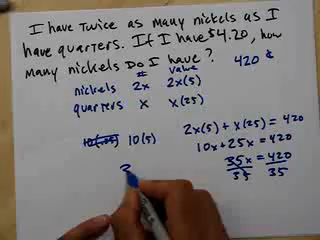 I have twice as many nickels as I
have quarters. If I have $4.20, how
many nickels Do I have?
420 ¢
# value
nickels 2x 2x(5)
quarters x x(25)
10(5)
2x(5) + x(25) = 420
10x + 25x = 420
35x = 420
35 35